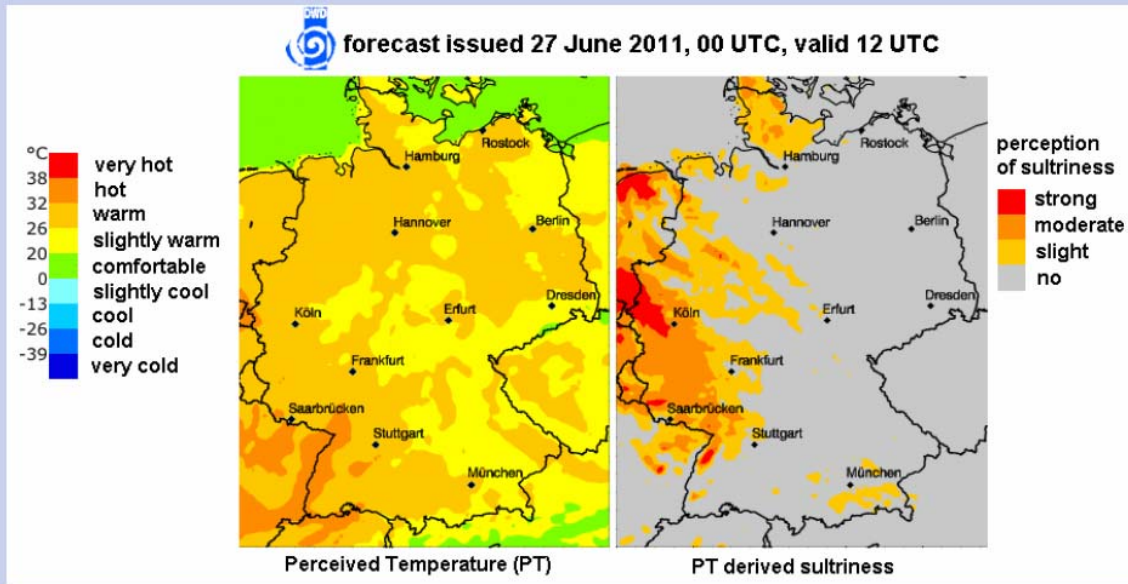 DWD
forecast issued 27 June 2011, 00 UTC, valid 12 UTC
°C
very hot
38
hot
32
warm
26
slightly warm
20
comfortable
0
slightly cool
-13
cool
-26
cold
-39
very cold
Rostock
Hamburg
Hannover
Berlin
Dresden
Köln
Erfurt
Frankfurt
Saarbrücken
Stuttgart
München
Perceived Temperature (PT)
Rostock
Hamburg
Hannover
Berlin
Dresden
Köln
Erfurt
Frankfurt
Saarbrücken
Stuttgart
München
PT derived sultriness
perception
of sultriness
strong
moderate
slight
no